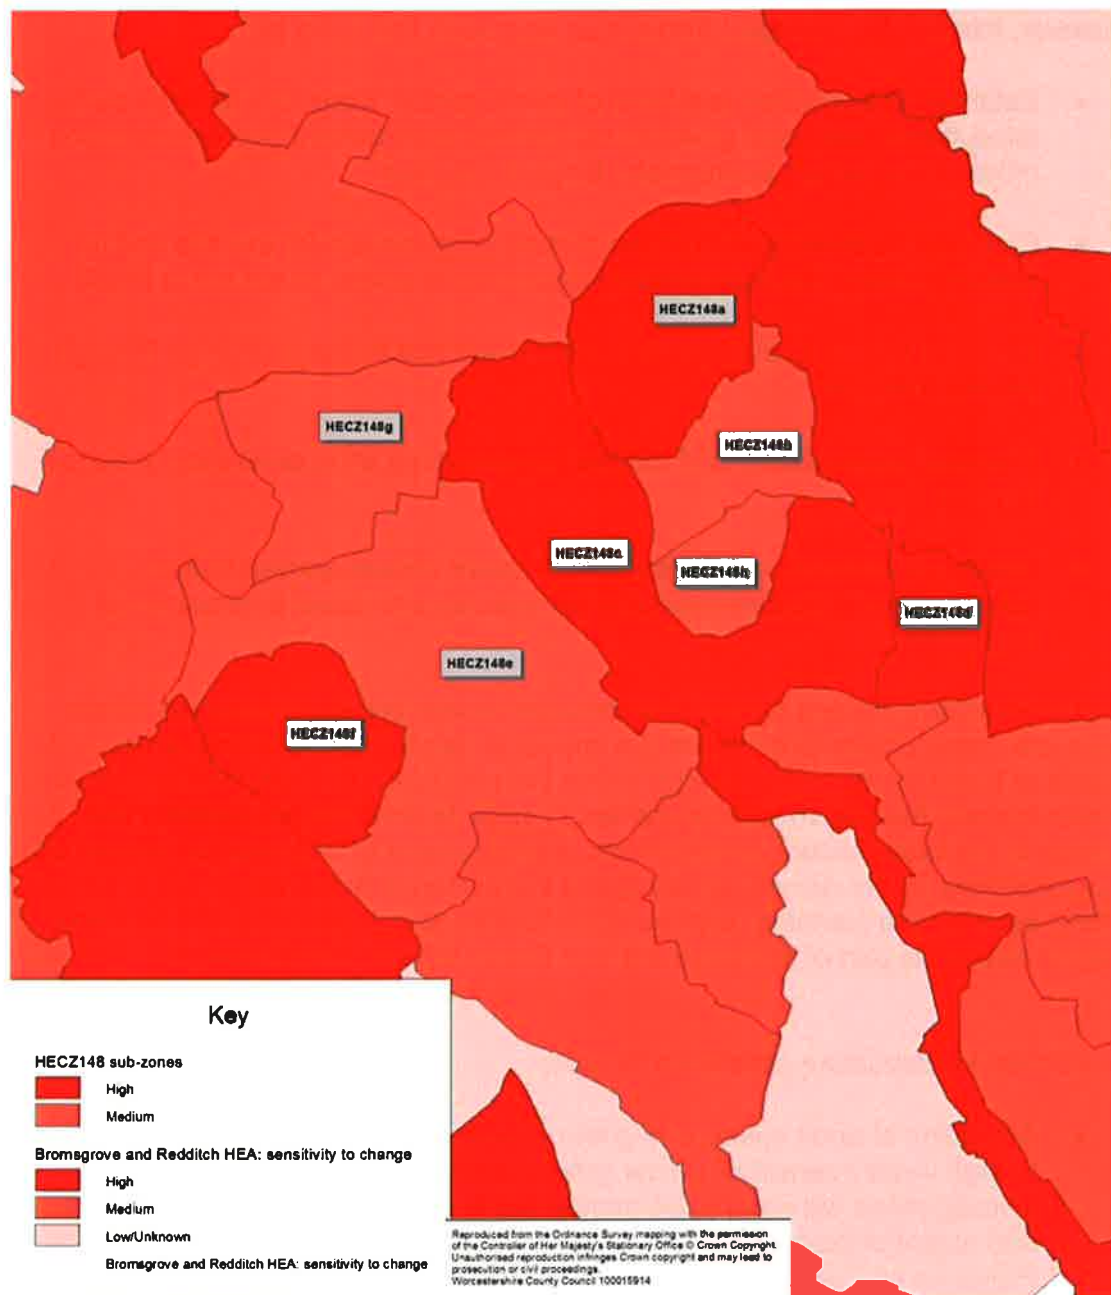 HECZ148a
HECZ148g
HECZ148b
HECZ148c
HECZ148h
HECZ148d
HECZ148e
HECZ148f
Key
HECZ148 sub-zones
High
Medium
Bromsgrove and Redditch HEA: sensitivity to change
High
Medium
Low/Unknown
Bromsgrove and Redditch HEA: sensitivity to change
Reproduced from the Ordinance Survey mapping with the permission
of the Controller of Her Majesty's Stationary Office © Crown Copyright.
Unauthorised reproduction infringes Crown copyright and may lead to
prosecution or civil proceedings.
Worcestershire County Council 100015914